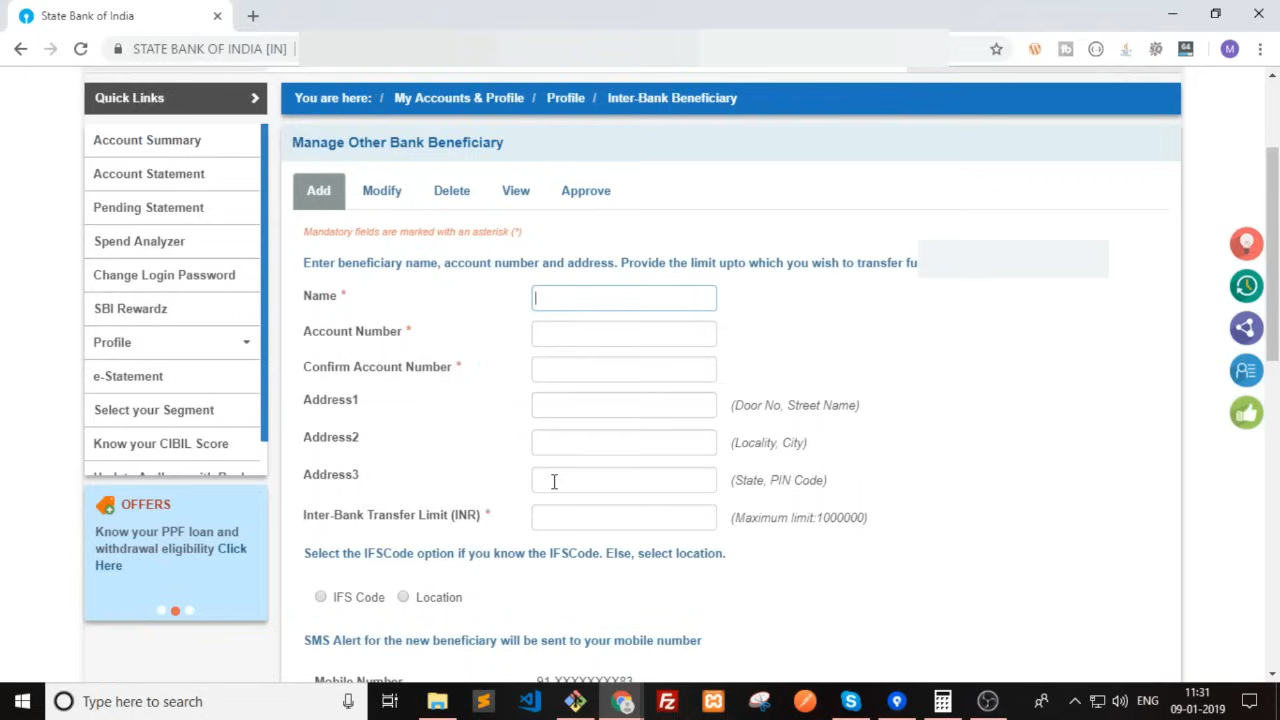 State Bank of India
STATE BANK OF INDIA [IN]
64
M
Quick Links
You are here: / My Accounts & Profile / Profile / Inter-Bank Beneficiary
Account Summary
Account Statement
Pending Statement
Spend Analyzer
Change Login Password
SBI Rewardz
Profile
e-Statement
Select your Segment
Know your CIBIL Score
OFFERS
Know your PPF loan and
withdrawal eligibility Click
Here
Manage Other Bank Beneficiary
Add Modify Delete View Approve
Mandatory fields are marked with an asterisk (*)
Enter beneficiary name, account number and address. Provide the limit upto which you wish to transfer fu
Name *
Account Number *
Confirm Account Number *
Address1 (Door No, Street Name)
Address2 (Locality, City)
Address3 (State, PIN Code)
Inter-Bank Transfer Limit (INR) * (Maximum limit:1000000)
Select the IFSCode option if you know the IFSCode. Else, select location.
IFS Code Location
SMS Alert for the new beneficiary will be sent to your mobile number
Mobile Number 91 XXXXXXXX83
Type here to search
ENG
11:31
09-01-2019